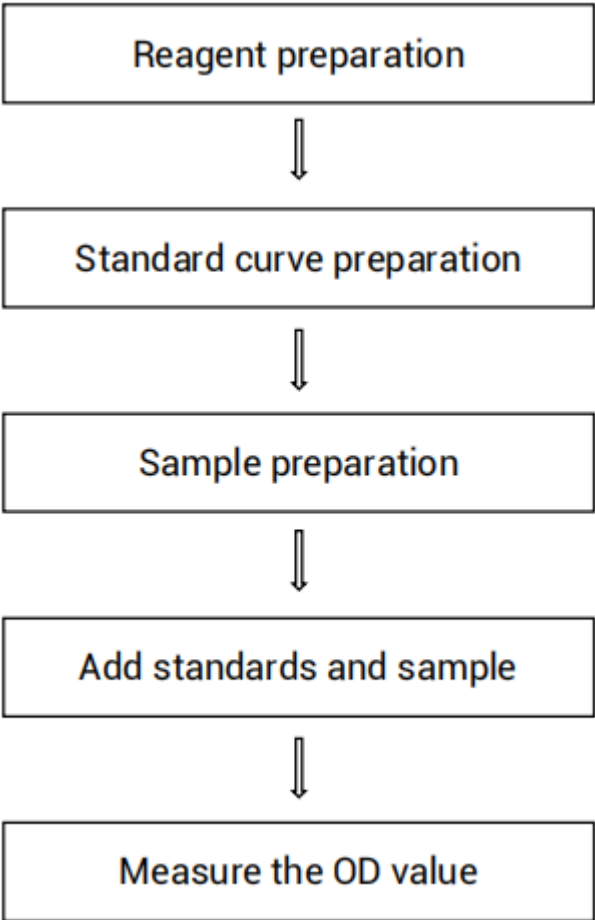 Reagent preparation
Standard curve preparation
Sample preparation
Add standards and sample
Measure the OD value